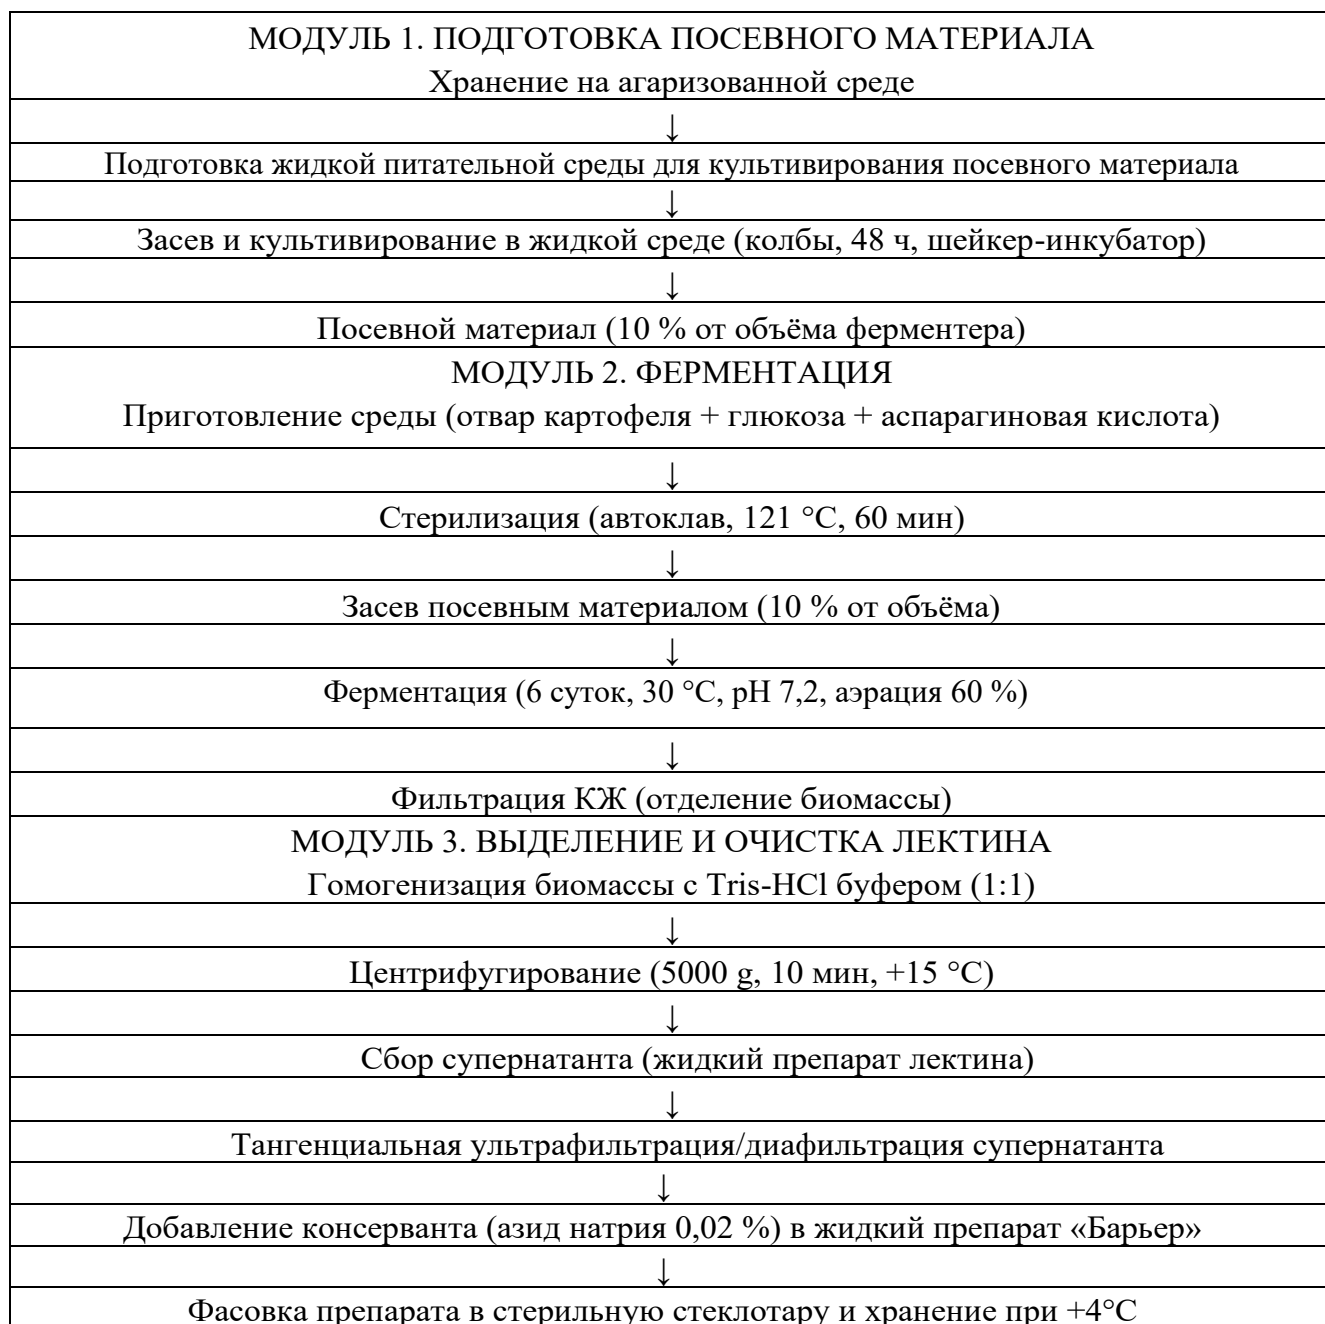 МОДУЛЬ 1. ПОДГОТОВКА ПОСЕВНОГО МАТЕРИАЛА
Хранение на агаризованной среде
↓
Подготовка жидкой питательной среды для культивирования посевного материала
↓
Засев и культивирование в жидкой среде (колбы, 48 ч, шейкер-инкубатор)
↓
Посевной материал (10 % от объёма ферментера)
МОДУЛЬ 2. ФЕРМЕНТАЦИЯ
Приготовление среды (отвар картофеля + глюкоза + аспарагиновая кислота)
↓
Стерилизация (автоклав, 121 °С, 60 мин)
↓
Засев посевным материалом (10 % от объёма)
↓
Ферментация (6 суток, 30 °С, рН 7,2, аэрация 60 %)
↓
Фильтрация КЖ (отделение биомассы)
МОДУЛЬ 3. ВЫДЕЛЕНИЕ И ОЧИСТКА ЛЕКТИНА
Гомогенизация биомассы с Tris-HCl буфером (1:1)
↓
Центрифугирование (5000 g, 10 мин, +15 °С)
↓
Сбор супернатанта (жидкий препарат лектина)
↓
Тангенциальная ультрафильтрация/диафильтрация супернатанта
↓
Добавление консерванта (азид натрия 0,02 %) в жидкий препарат «Барьер»
↓
Фасовка препарата в стерильную стеклотару и хранение при +4°С